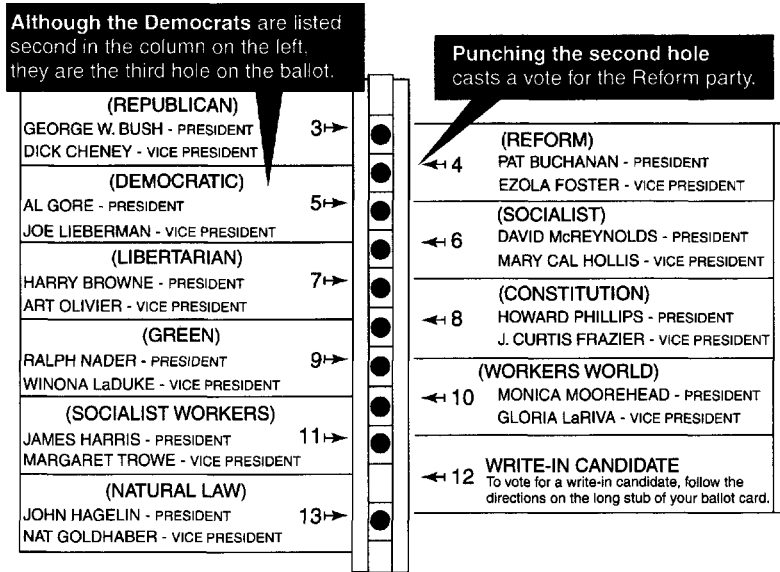 Although the Democrats are listed
second in the column on the left,
they are the third hole on the ballot.
Punching the second hole
casts a vote for the Reform party.
(REPUBLICAN)
GEORGE W. BUSH - PRESIDENT
DICK CHENEY - VICE PRESIDENT
3
(DEMOCRATIC)
AL GORE - PRESIDENT
JOE LIEBERMAN - VICE PRESIDENT
5
(LIBERTARIAN)
HARRY BROWNE - PRESIDENT
ART OLIVIER - VICE PRESIDENT
7
(GREEN)
RALPH NADER - PRESIDENT
WINONA LaDUKE - VICE PRESIDENT
9
(SOCIALIST WORKERS)
JAMES HARRIS - PRESIDENT
MARGARET TROWE - VICE PRESIDENT
11
(NATURAL LAW)
JOHN HAGELIN - PRESIDENT
NAT GOLDHABER - VICE PRESIDENT
13
(REFORM)
4 PAT BUCHANAN - PRESIDENT
EZOLA FOSTER - VICE PRESIDENT
(SOCIALIST)
6 DAVID McREYNOLDS - PRESIDENT
MARY CAL HOLLIS - VICE PRESIDENT
(CONSTITUTION)
8 HOWARD PHILLIPS - PRESIDENT
J. CURTIS FRAZIER - VICE PRESIDENT
(WORKERS WORLD)
10 MONICA MOOREHEAD - PRESIDENT
GLORIA LaRIVA - VICE PRESIDENT
12 WRITE-IN CANDIDATE
To vote for a write-in candidate, follow the
directions on the long stub of your ballot card.